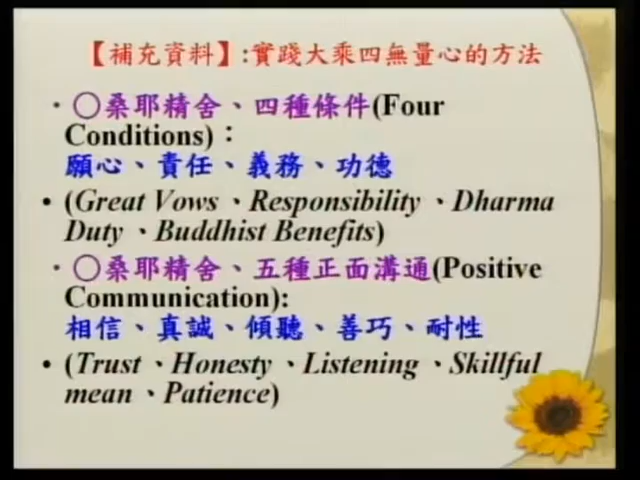 【補充資料】:實踐大乘四無量心的方法
• ◯桑耶精舍、四種條件(Four
Conditions)：
願心、責任、義務、功德
• (Great Vows、Responsibility、Dharma
Duty、Buddhist Benefits)
• ◯桑耶精舍、五種正面溝通(Positive
Communication):
相信、真誠、傾聽、善巧、耐性
• (Trust、Honesty、Listening、Skillful
mean、Patience)